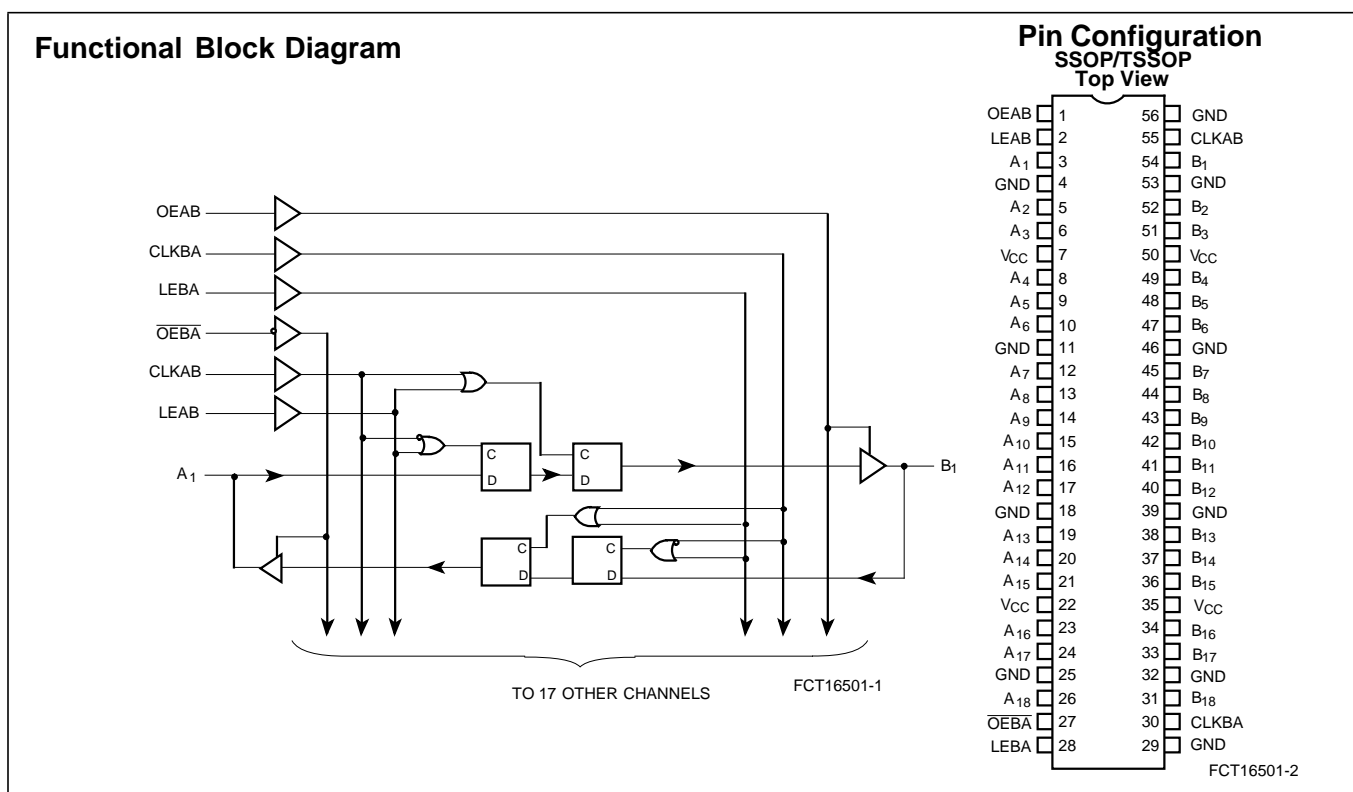 Functional Block Diagram
OEAB
CLKBA
LEBA
OEBA
CLKAB
LEAB
A1
C
D
C
D
B1
C
D
C
D
TO 17 OTHER CHANNELS
FCT16501-1
Pin Configuration
SSOP/TSSOP
Top View
OEAB 1 56 GND
LEAB 2 55 CLKAB
A1 3 54 B1
GND 4 53 GND
A2 5 52 B2
A3 6 51 B3
VCC 7 50 VCC
A4 8 49 B4
A5 9 48 B5
A6 10 47 B6
GND 11 46 GND
A7 12 45 B7
A8 13 44 B8
A9 14 43 B9
A10 15 42 B10
A11 16 41 B11
A12 17 40 B12
GND 18 39 GND
A13 19 38 B13
A14 20 37 B14
A15 21 36 B15
VCC 22 35 VCC
A16 23 34 B16
A17 24 33 B17
GND 25 32 GND
A18 26 31 B18
OEBA 27 30 CLKBA
LEBA 28 29 GND
FCT16501-2